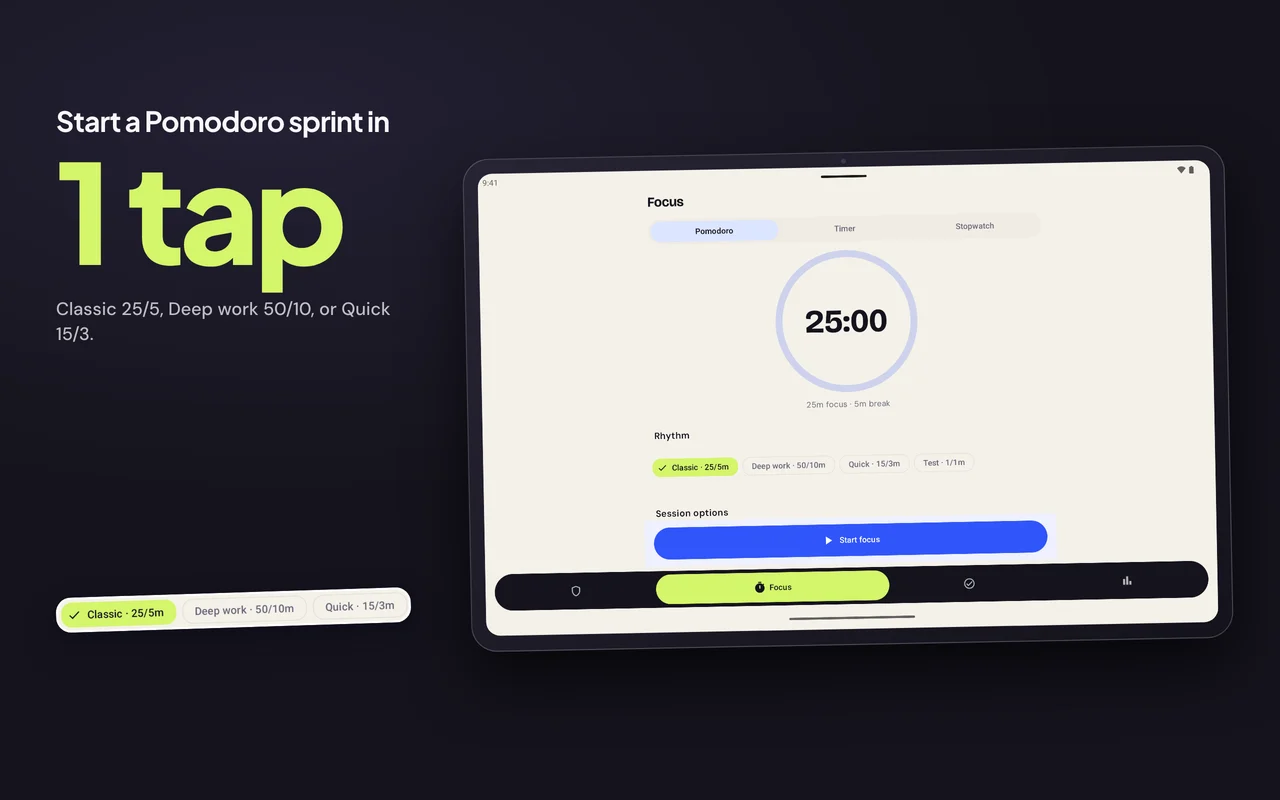 Start a Pomodoro sprint in
1 tap
Classic 25/5, Deep work 50/10, or Quick
15/3.
Classic · 25/5m
Deep work · 50/10m
Quick · 15/3m
9:41
Focus
Pomodoro
Timer
Stopwatch
25:00
25m focus · 5m break
Rhythm
Classic · 25/5m
Deep work · 50/10m
Quick · 15/3m
Test · 1/1m
Session options
Start focus
Focus